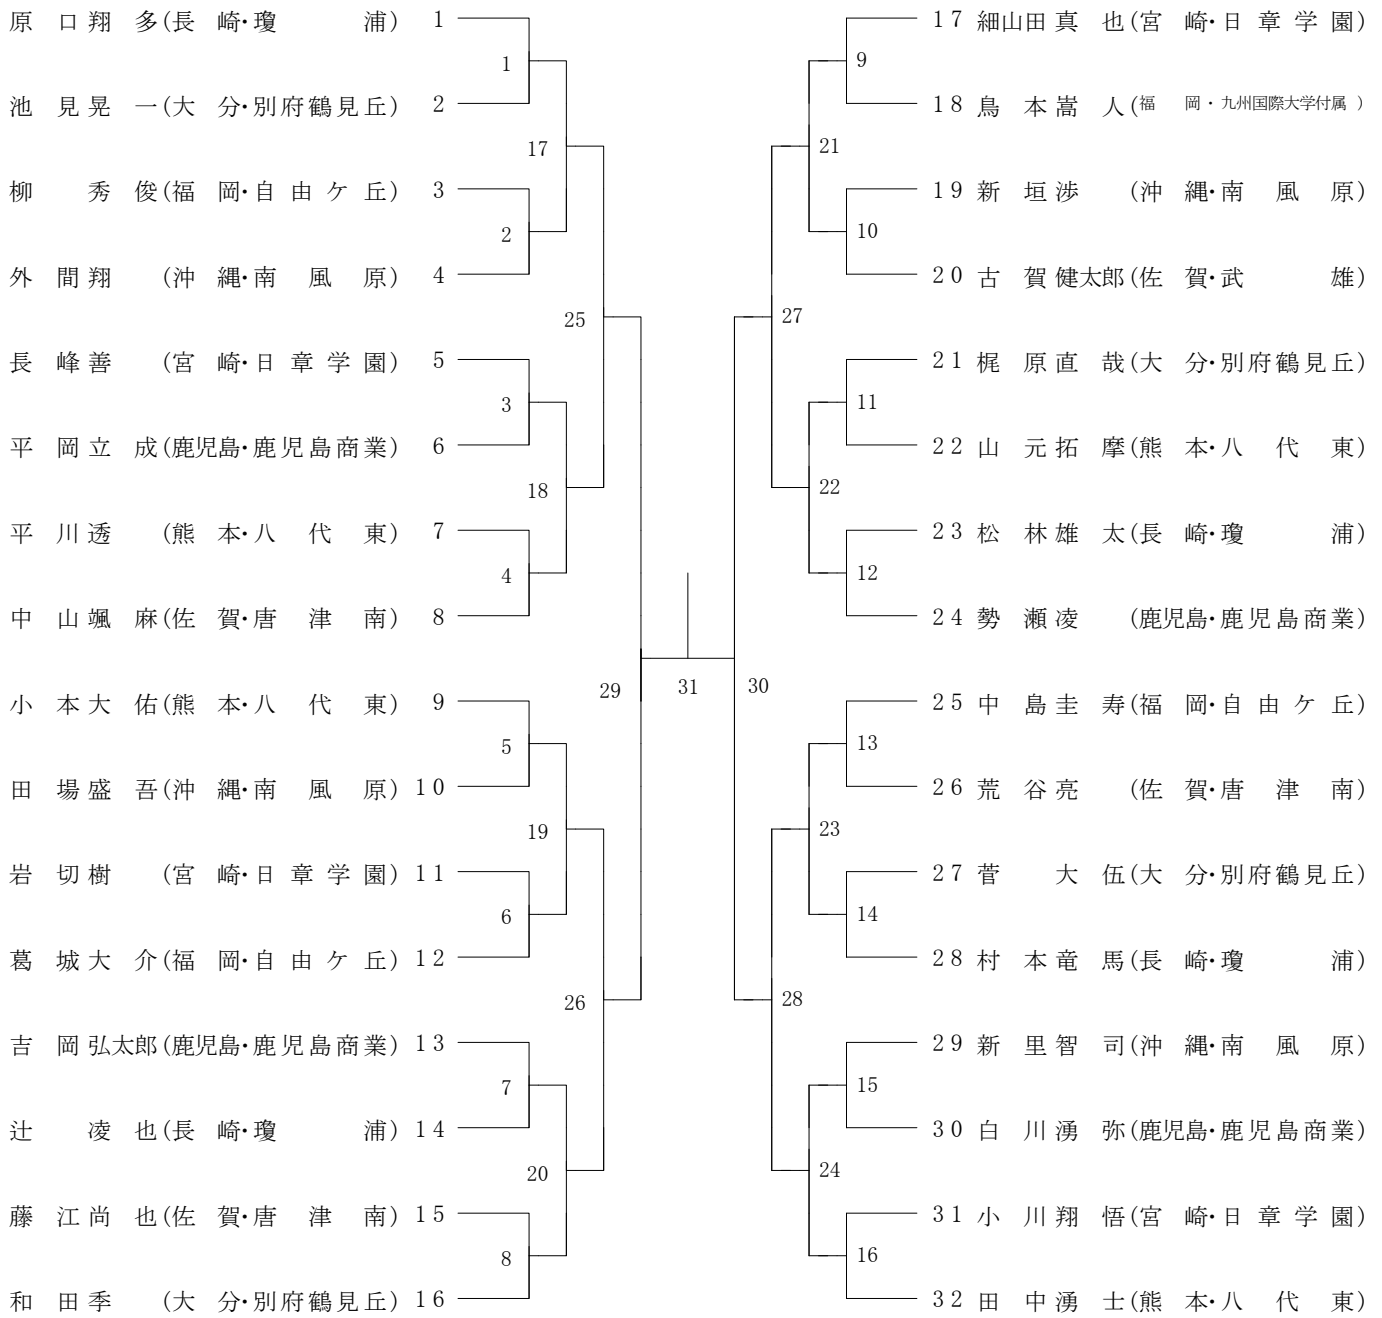 原口翔多(長崎・瓊浦) 1
1
池見晃一(大分・別府鶴見丘) 2
17
柳秀俊(福岡・自由ケ丘) 3
2
外間翔(沖縄・南風原) 4
25
長峰善(宮崎・日章学園) 5
3
平岡立成(鹿児島・鹿児島商業) 6
18
平川透(熊本・八代東) 7
4
中山颯麻(佐賀・唐津南) 8
29
小本大佑(熊本・八代東) 9
5
田場盛吾(沖縄・南風原) 10
19
岩切樹(宮崎・日章学園) 11
6
葛城大介(福岡・自由ケ丘) 12
26
吉岡弘太郎(鹿児島・鹿児島商業) 13
7
辻凌也(長崎・瓊浦) 14
20
藤江尚也(佐賀・唐津南) 15
8
和田季(大分・別府鶴見丘) 16
31
17 細山田真也(宮崎・日章学園)
9
18 鳥本嵩人(福岡・九州国際大学付属)
21
19 新垣渉(沖縄・南風原)
10
20 古賀健太郎(佐賀・武雄)
27
21 梶原直哉(大分・別府鶴見丘)
11
22 山元拓摩(熊本・八代東)
22
23 松林雄太(長崎・瓊浦)
12
24 勢瀬凌(鹿児島・鹿児島商業)
30
25 中島圭寿(福岡・自由ケ丘)
13
26 荒谷亮(佐賀・唐津南)
23
27 菅大伍(大分・別府鶴見丘)
14
28 村本竜馬(長崎・瓊浦)
28
29 新里智司(沖縄・南風原)
15
30 白川湧弥(鹿児島・鹿児島商業)
24
31 小川翔悟(宮崎・日章学園)
16
32 田中湧士(熊本・八代東)